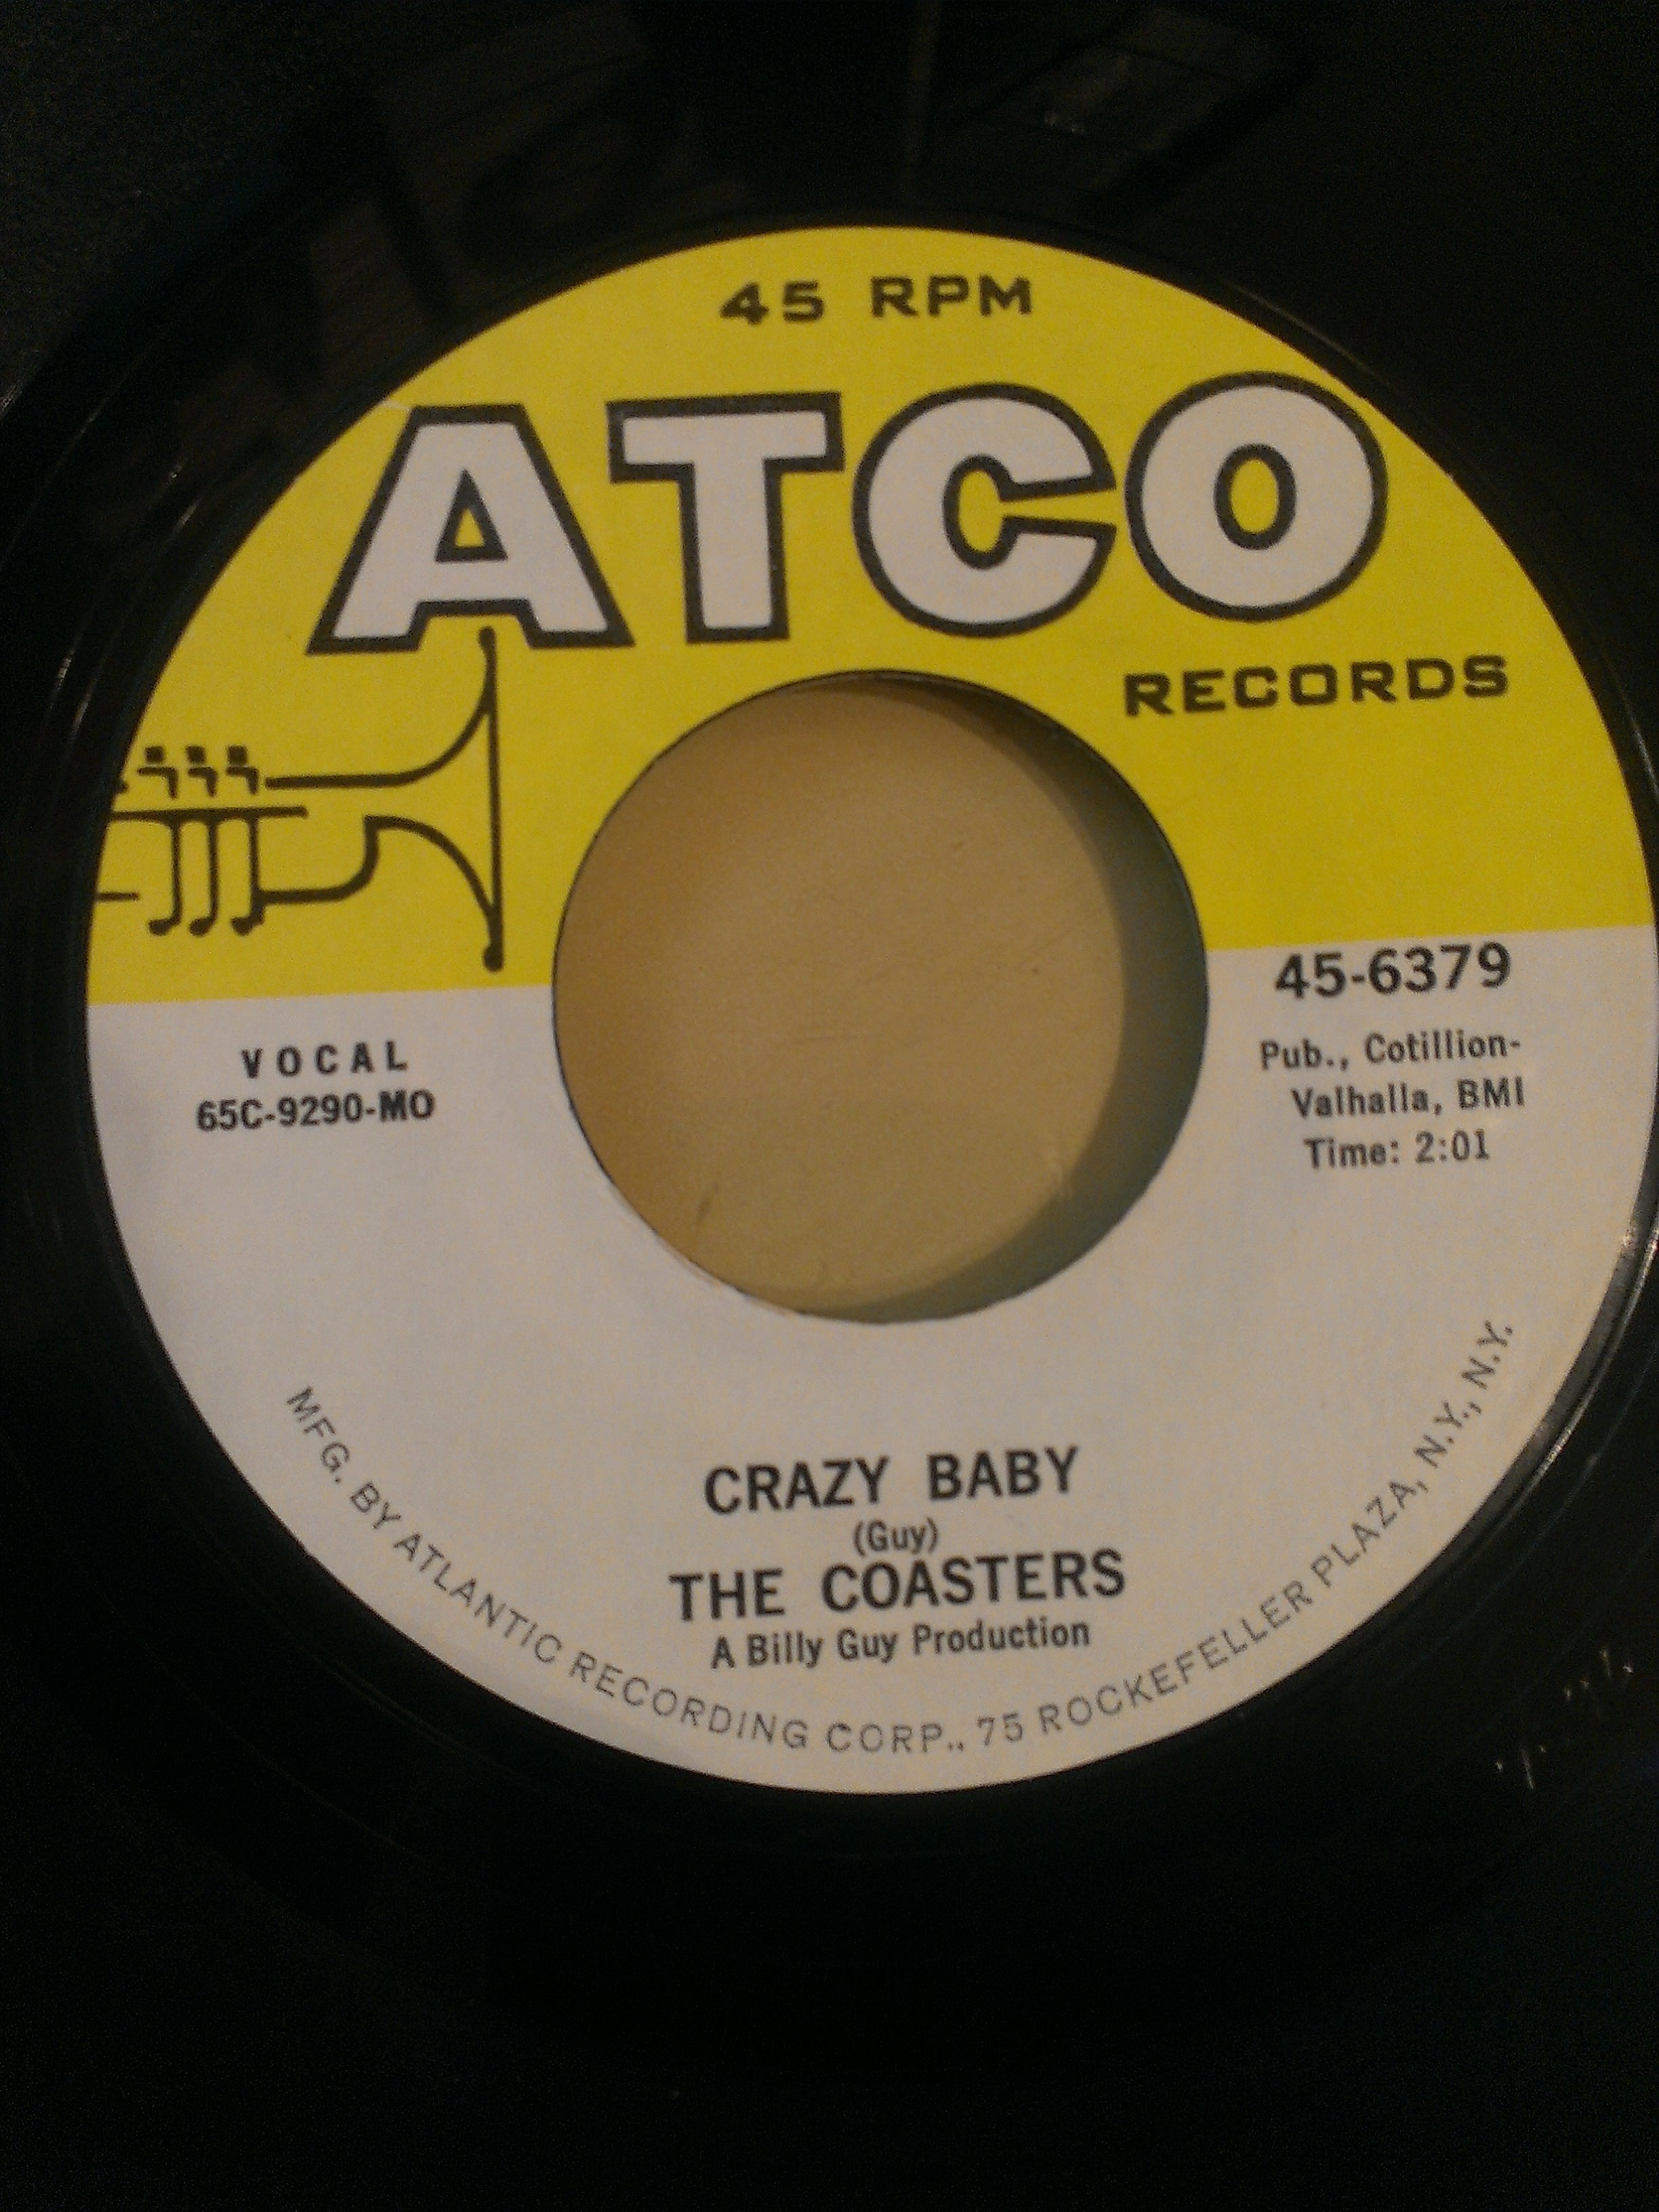 45 RPM
ATCO
RECORDS
VOCAL
65C-9290-MO
45-6379
Pub., Cotillion-
Valhalla, BMI
Time: 2:01
CRAZY BABY
(Guy)
THE COASTERS
A Billy Guy Production
MFG. BY ATLANTIC RECORDING CORP., 75 ROCKEFELLER PLAZA, N.Y., N.Y.